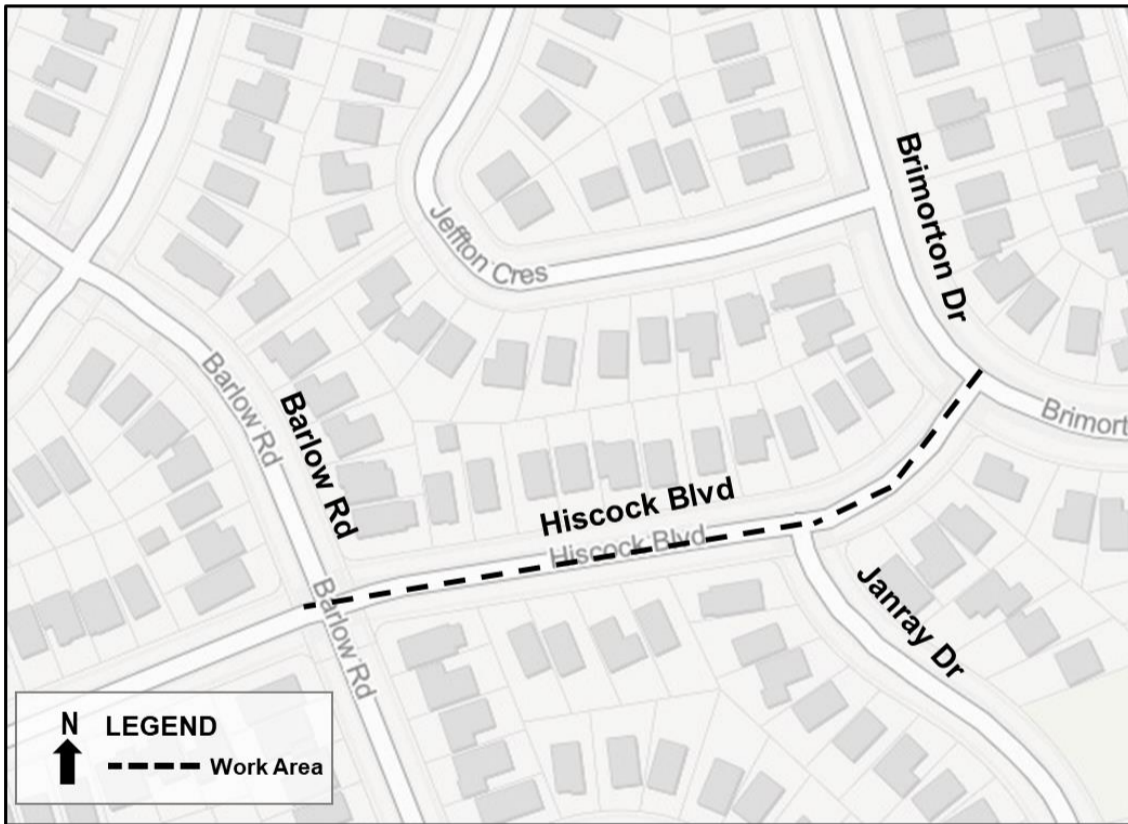 Brimorton Dr
Jeffton Cres
Barlow Rd
Barlow Rd
Brimort
Hiscock Blvd
Hiscock Blvd
Janray Dr
Barlow Rd
N
LEGEND
Work Area